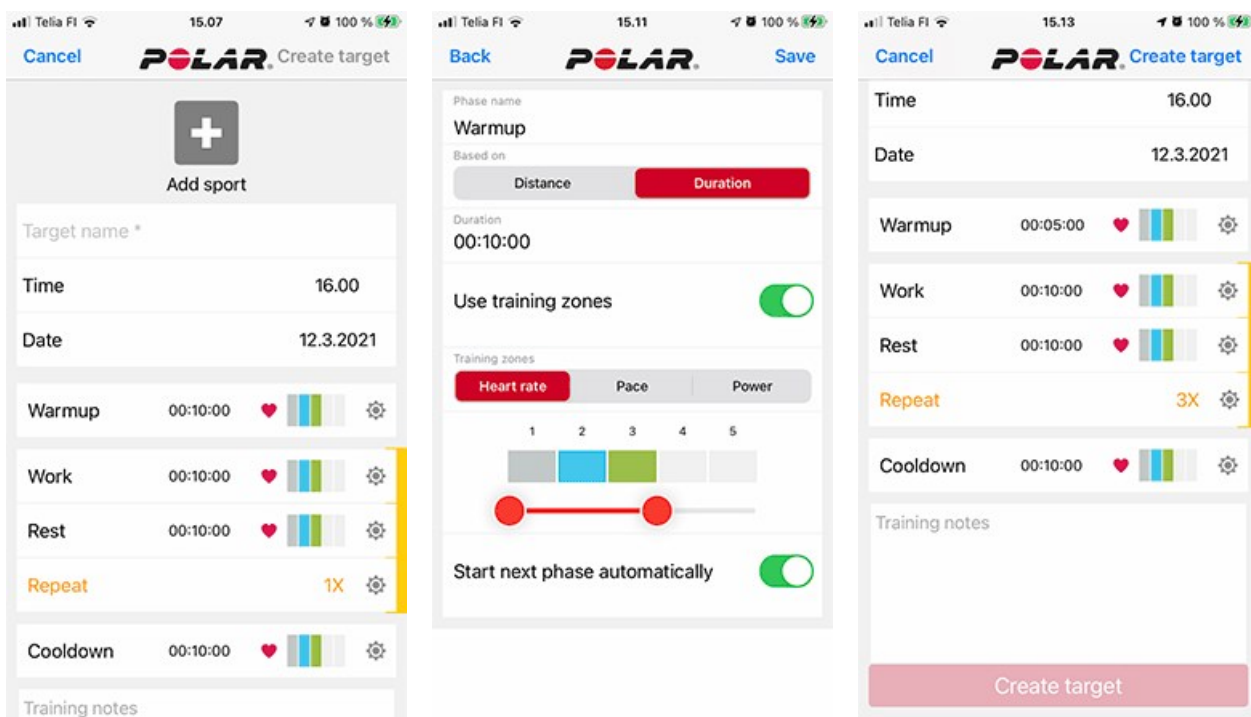 Telia FI 15.07 100 %
Cancel POLAR. Create target
Add sport
Target name *
Time 16.00
Date 12.3.2021
Warmup 00:10:00
Work 00:10:00
Rest 00:10:00
Repeat 1X
Cooldown 00:10:00
Training notes
Telia FI 15.11 100 %
Back POLAR. Save
Phase name
Warmup
Based on
Distance Duration
Duration
00:10:00
Use training zones
Training zones
Heart rate Pace Power
1 2 3 4 5
Start next phase automatically
Telia FI 15.13 100 %
Cancel POLAR. Create target
Time 16.00
Date 12.3.2021
Warmup 00:05:00
Work 00:10:00
Rest 00:10:00
Repeat 3X
Cooldown 00:10:00
Training notes
Create target